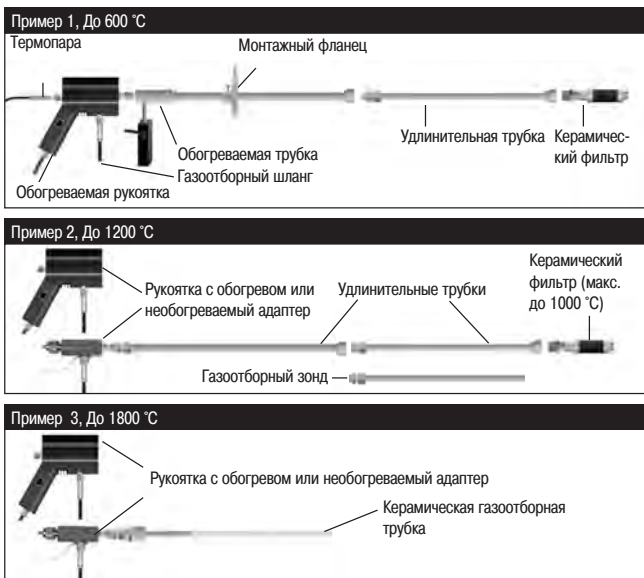 Пример 1, До 600 ˚C
Термопара
Монтажный фланец
Удлинительная трубка
Керамичес-
кий фильтр
Обогреваемая трубка
Газоотборный шланг
Обогреваемая рукоятка
Пример 2, До 1200 ˚C
Керамический
фильтр (макс.
до 1000 ˚C)
Рукоятка с обогревом или
необогреваемый адаптер
Удлинительные трубки
Газоотборный зонд
Пример 3, До 1800 ˚C
Рукоятка с обогревом или необогреваемый адаптер
Керамическая газоотборная
трубка